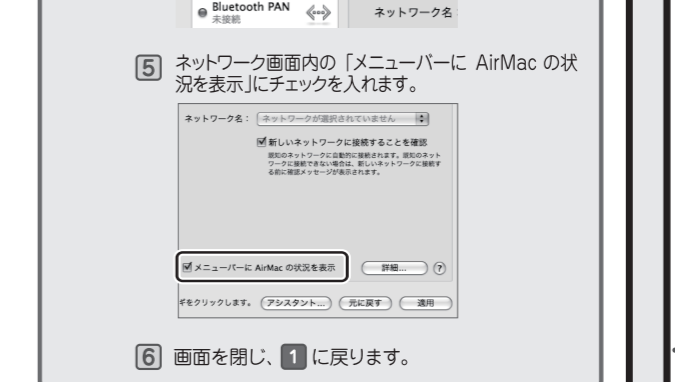 Bluetooth PAN
未接続
ネットワーク名
5 ネットワーク画面内の「メニューバーに AirMac の状
況を表示」にチェックを入れます。
ネットワーク名： ネットワークが選択されていません
新しいネットワークに接続することを確認
既知のネットワークに自動的に接続されます。既知のネット
ワークに接続できない場合は、新しいネットワークに接続す
る前に確認メッセージが表示されます。
メニューバーに AirMac の状況を表示 詳細... ?
をクリックします。 アシスタント... 元に戻す 適用
6 画面を閉じ、1 に戻ります。